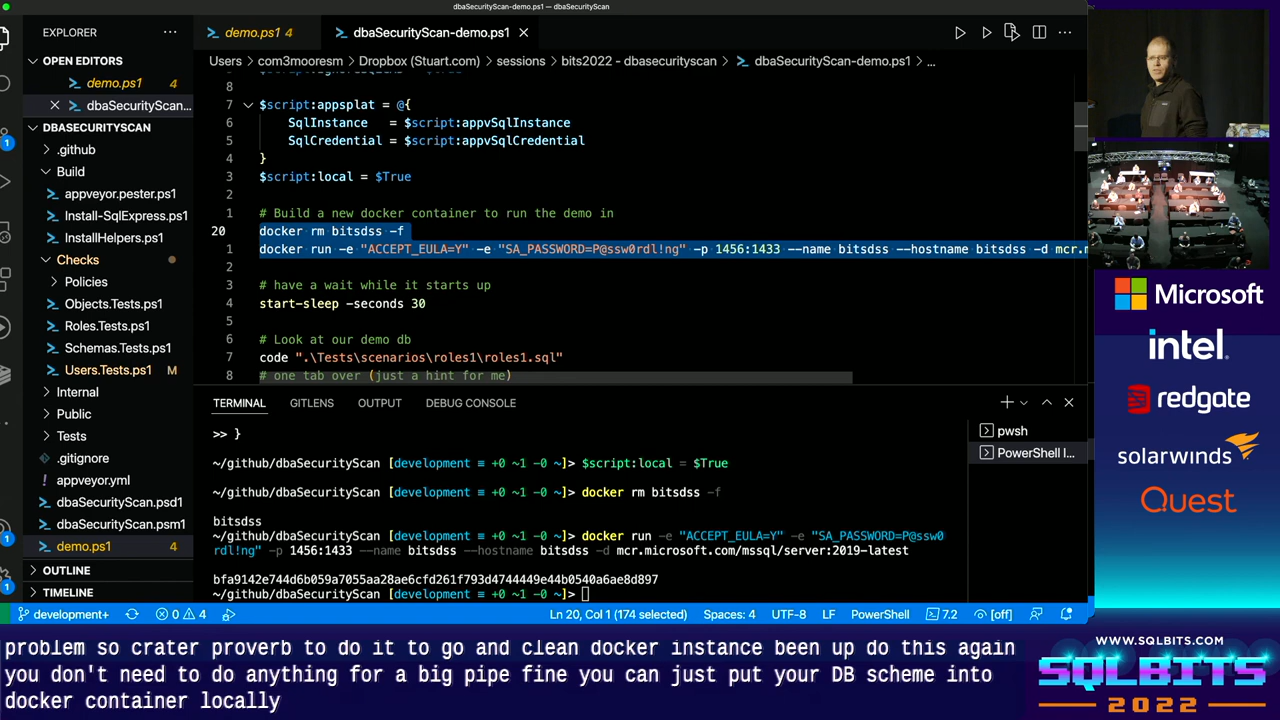 dbaSecurityScan-demo.ps1 — dbaSecurityScan
EXPLORER
OPEN EDITORS
demo.ps1 4
dbaSecurityScan...
DBASECURITYSCAN
.github
Build
appveyor.pester.ps1
Install-SqlExpress.ps1
InstallHelpers.ps1
Checks
Policies
Objects.Tests.ps1
Roles.Tests.ps1
Schemas.Tests.ps1
Users.Tests.ps1 M
Internal
Public
Tests
.gitignore
appveyor.yml
dbaSecurityScan.psd1
dbaSecurityScan.psm1
demo.ps1 4
OUTLINE
TIMELINE
demo.ps1 4
dbaSecurityScan-demo.ps1
Users > com3mooresm > Dropbox (Stuart.com) > sessions > bits2022 - dbasecurityscan > dbaSecurityScan-demo.ps1 > ...
8
7 $script:appsplat = @{
6 SqlInstance = $script:appvSqlInstance
5 SqlCredential = $script:appvSqlCredential
4 }
3 $script:local = $True
2
1 # Build a new docker container to run the demo in
20 docker rm bitsdss -f
1 docker run -e "ACCEPT_EULA=Y" -e "SA_PASSWORD=P@ssw0rdl!ng" -p 1456:1433 --name bitsdss --hostname bitsdss -d mcr.m
2
3 # have a wait while it starts up
4 start-sleep -seconds 30
5
6 # Look at our demo db
7 code ".\Tests\scenarios\roles1\roles1.sql"
8 # one tab over (just a hint for me)
TERMINAL GITLENS OUTPUT DEBUG CONSOLE
>> }
~/github/dbaSecurityScan [development ≡ +0 ~1 -0 ~]> $script:local = $True
~/github/dbaSecurityScan [development ≡ +0 ~1 -0 ~]> docker rm bitsdss -f
bitsdss
~/github/dbaSecurityScan [development ≡ +0 ~1 -0 ~]> docker run -e "ACCEPT_EULA=Y" -e "SA_PASSWORD=P@ssw0
rdl!ng" -p 1456:1433 --name bitsdss --hostname bitsdss -d mcr.microsoft.com/mssql/server:2019-latest
bfa9142e744d6b059a7055aa28ae6cfd261f793d4744449e44b0540a6ae8d897
~/github/dbaSecurityScan [development ≡ +0 ~1 -0 ~]>
pwsh
PowerShell I...
development+ 0 4 Ln 20, Col 1 (174 selected) Spaces: 4 UTF-8 LF PowerShell 7.2 [off]
Microsoft
intel.
redgate
solarwinds
Quest
WWW.SQLBITS.COM
SQLBITS
2022
problem so crater proverb to do it to go and clean docker instance been up do this again
you don't need to do anything for a big pipe fine you can just put your DB scheme into
docker container locally